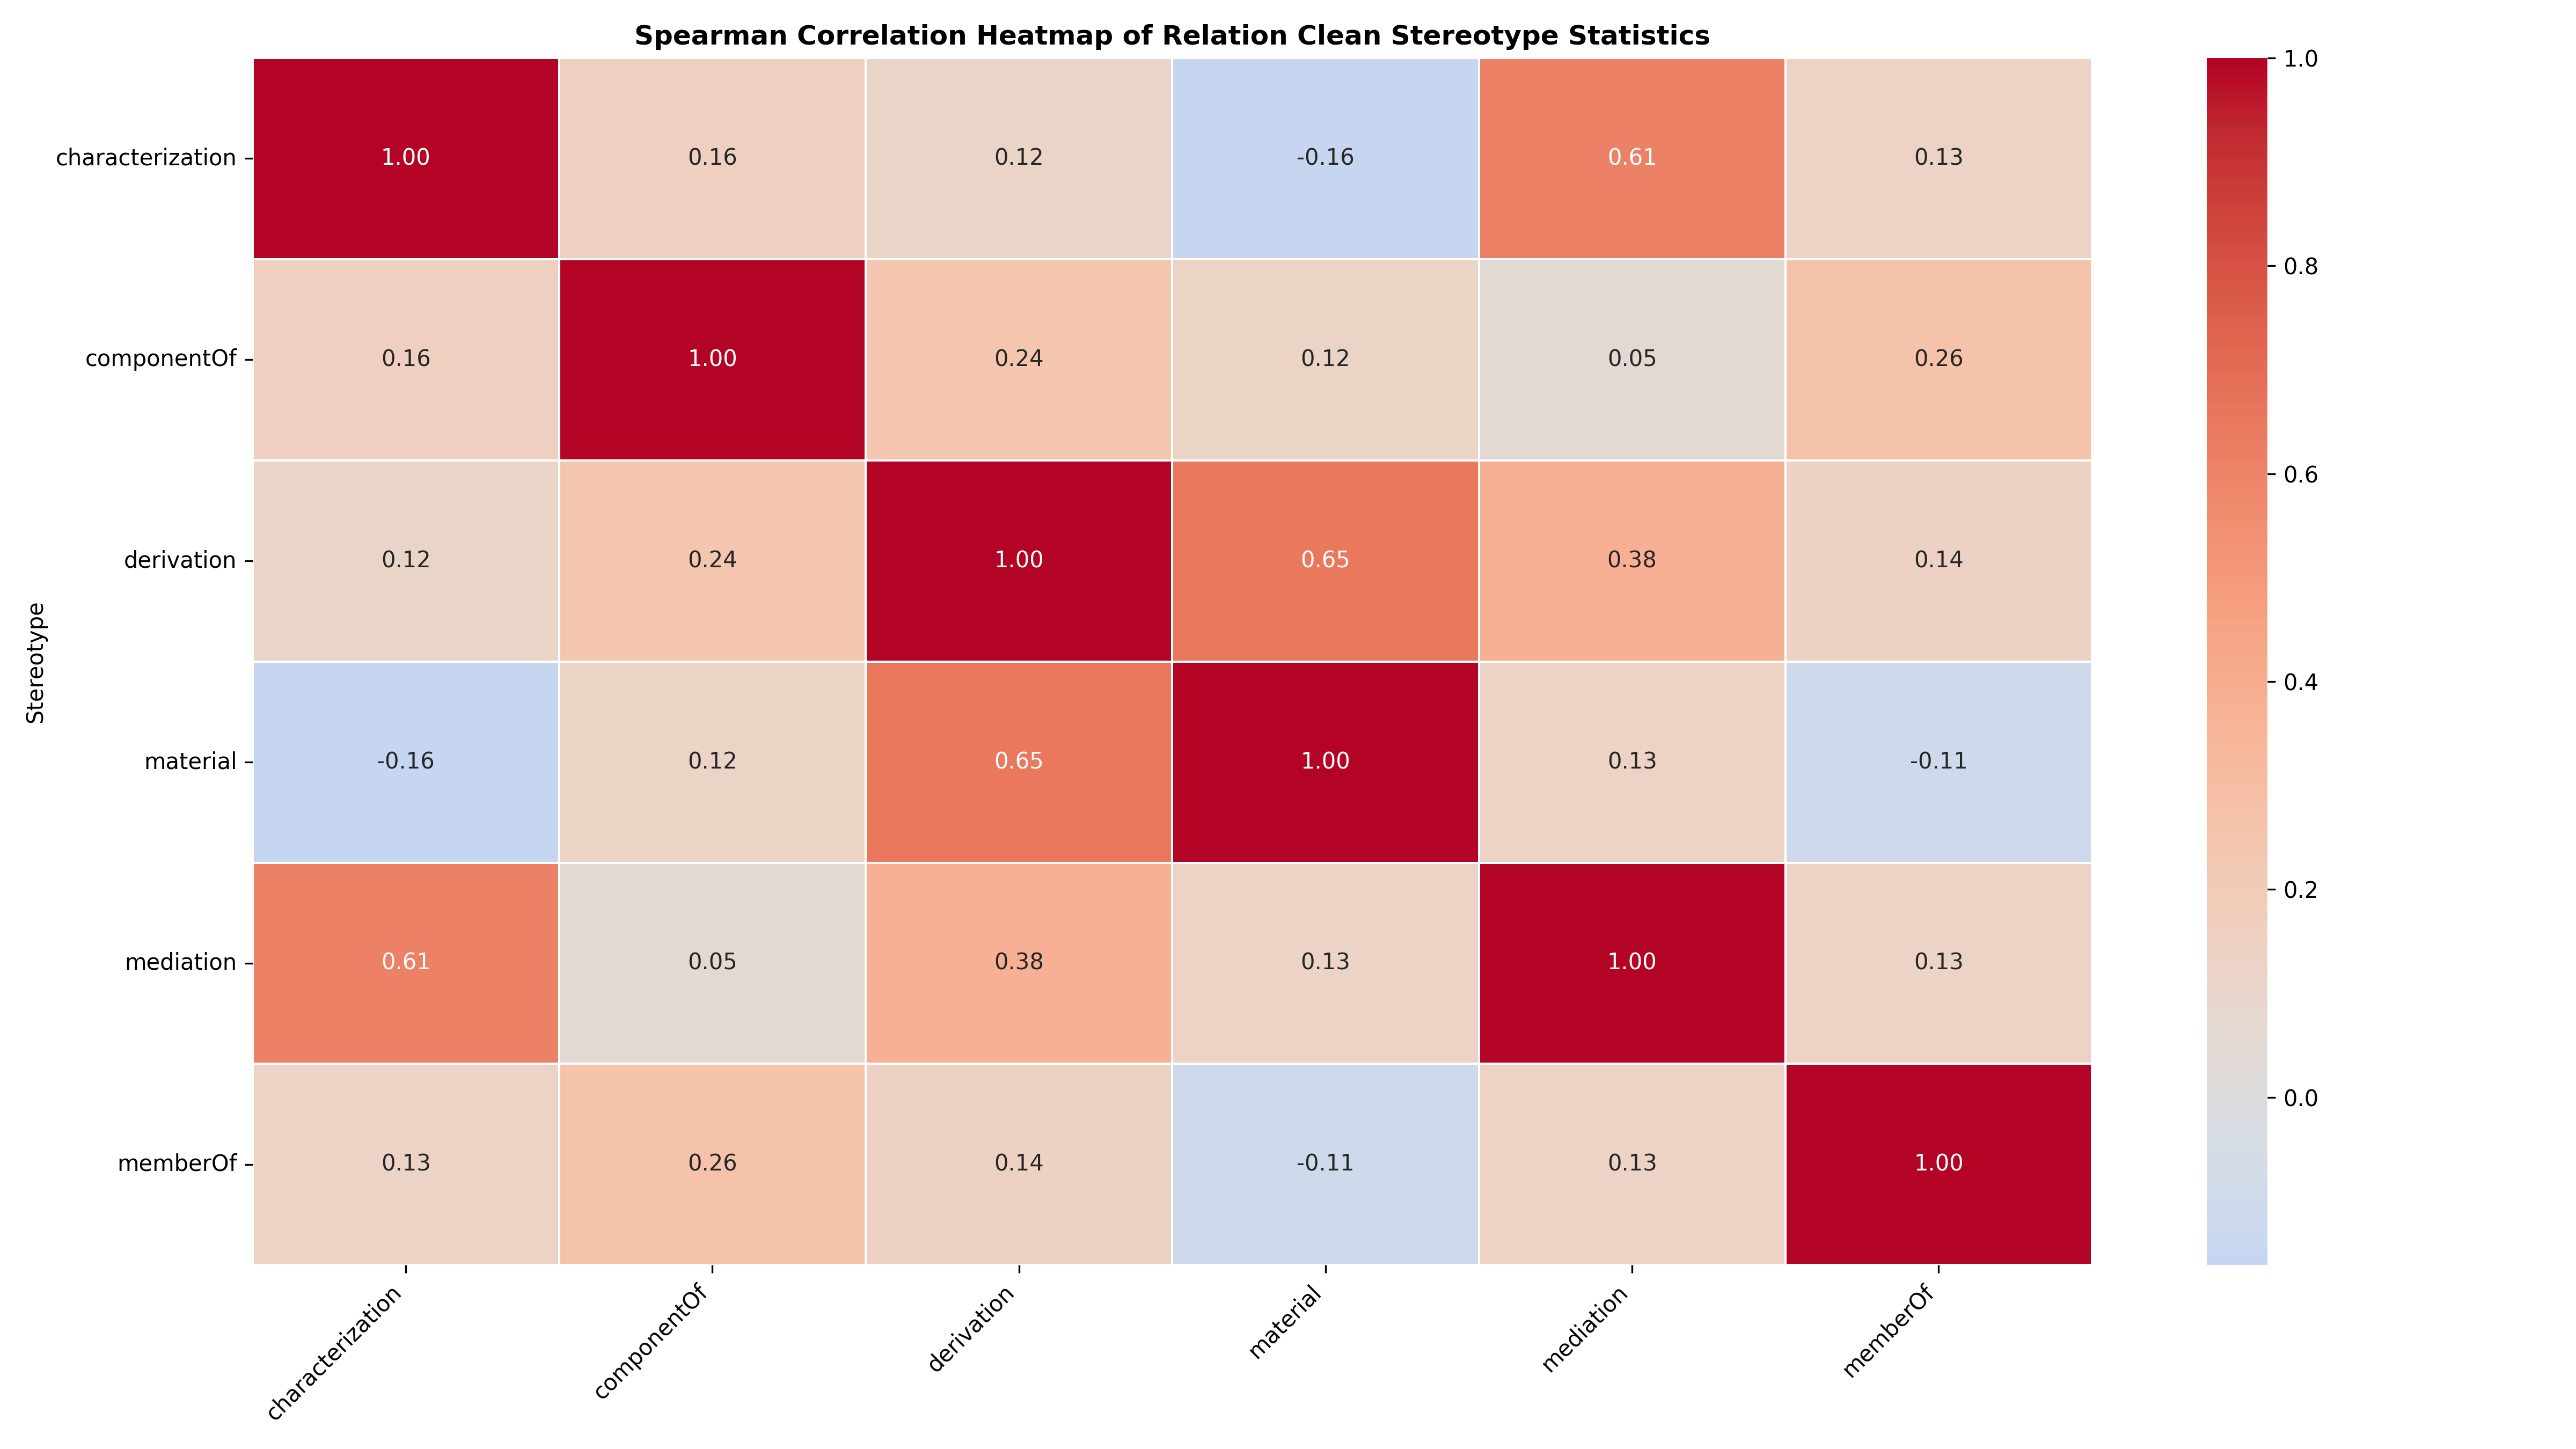 Spearman Correlation Heatmap of Relation Clean Stereotype Statistics
characterization 1.00 0.16 0.12 -0.16 0.61 0.13
componentOf 0.16 1.00 0.24 0.12 0.05 0.26
derivation 0.12 0.24 1.00 0.65 0.38 0.14
material -0.16 0.12 0.65 1.00 0.13 -0.11
mediation 0.61 0.05 0.38 0.13 1.00 0.13
memberOf 0.13 0.26 0.14 -0.11 0.13 1.00
Stereotype
characterization componentOf derivation material mediation memberOf
1.0
0.8
0.6
0.4
0.2
0.0